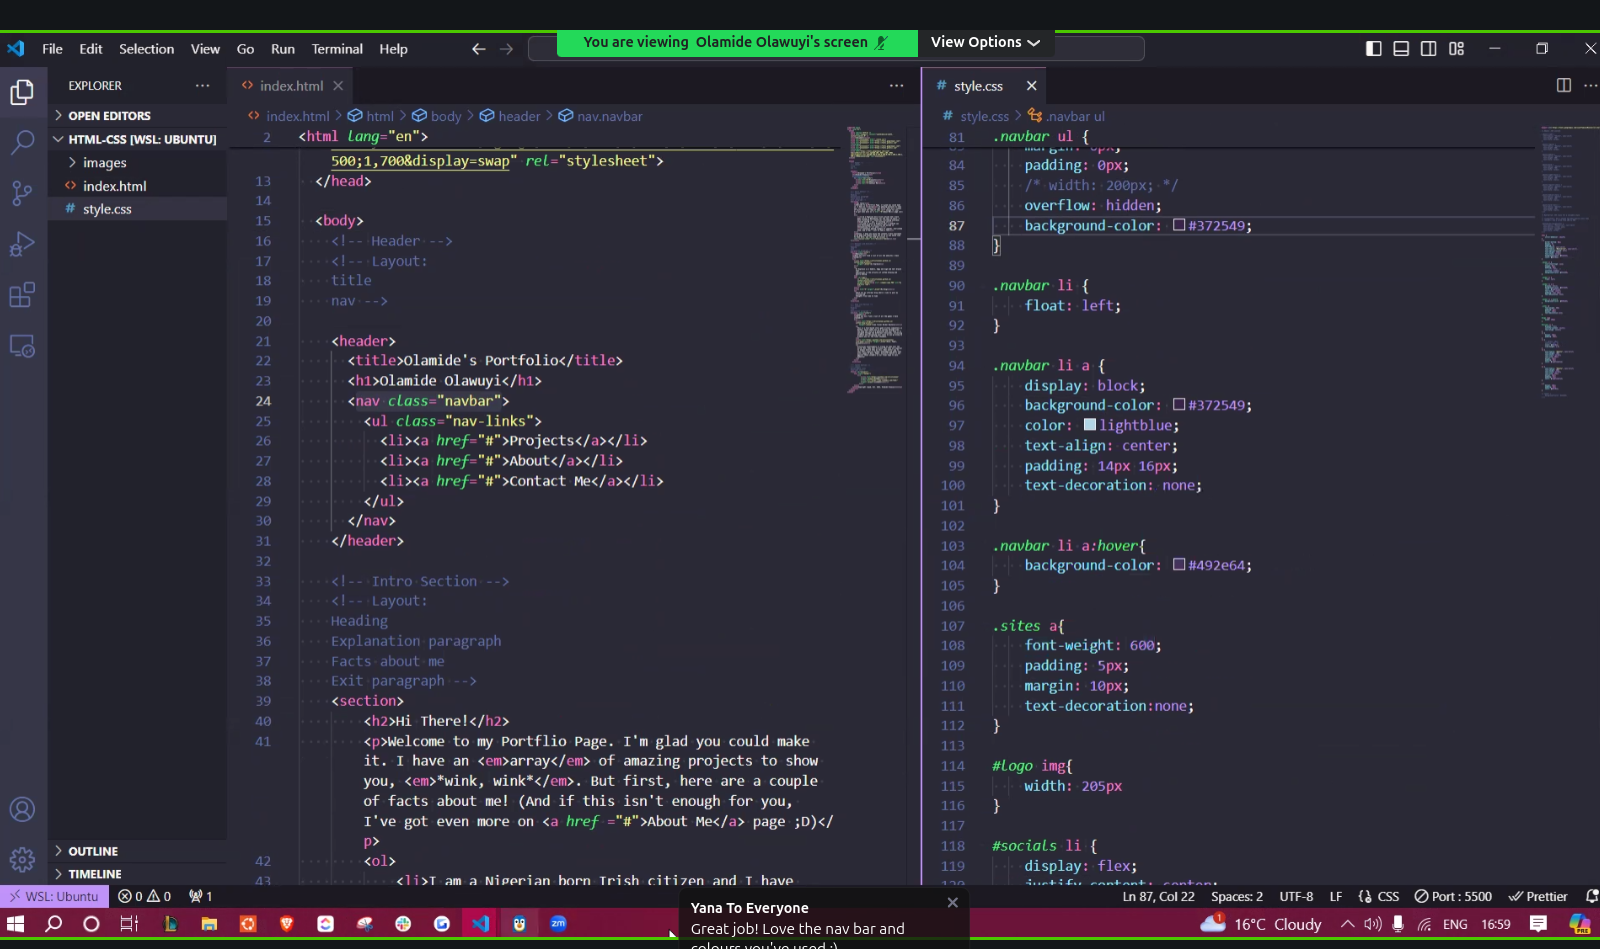 You are viewing Olamide Olawuyi's screen
View Options
File Edit Selection View Go Run Terminal Help
EXPLORER
OPEN EDITORS
HTML-CSS [WSL: UBUNTU]
images
index.html
style.css
OUTLINE
TIMELINE
index.html
index.html > html > body > header > nav.navbar
2 <html lang="en">
500;1,700&display=swap" rel="stylesheet">
13 </head>
14
15 <body>
16 <!-- Header -->
17 <!-- Layout:
18 title
19 nav -->
20
21 <header>
22 <title>Olamide's Portfolio</title>
23 <h1>Olamide Olawuyi</h1>
24 <nav class="navbar">
25 <ul class="nav-links">
26 <li><a href="#">Projects</a></li>
27 <li><a href="#">About</a></li>
28 <li><a href="#">Contact Me</a></li>
29 </ul>
30 </nav>
31 </header>
32
33 <!-- Intro Section -->
34 <!-- Layout:
35 Heading
36 Explanation paragraph
37 Facts about me
38 Exit paragraph -->
39 <section>
40 <h2>Hi There!</h2>
41 <p>Welcome to my Portflio Page. I'm glad you could make
it. I have an <em>array</em> of amazing projects to show
you, <em>*wink, wink*</em>. But first, here are a couple
of facts about me! (And if this isn't enough for you,
I've got even more on <a href ="#">About Me</a> page ;D)</
p>
42 <ol>
43 <li>I am a Nigerian born Irish citizen and I have
# style.css
# style.css > .navbar ul
81 .navbar ul {
margin: 0px;
84 padding: 0px;
85 /* width: 200px; */
86 overflow: hidden;
87 background-color: #372549;
88 }
89
90 .navbar li {
91 float: left;
92 }
93
94 .navbar li a {
95 display: block;
96 background-color: #372549;
97 color: lightblue;
98 text-align: center;
99 padding: 14px 16px;
100 text-decoration: none;
101 }
102
103 .navbar li a:hover{
104 background-color: #492e64;
105 }
106
107 .sites a{
108 font-weight: 600;
109 padding: 5px;
110 margin: 10px;
111 text-decoration:none;
112 }
113
114 #logo img{
115 width: 205px
116 }
117
118 #socials li {
119 display: flex;
120 justify-content: center;
WSL: Ubuntu 0 0 1
Ln 87, Col 22 Spaces: 2 UTF-8 LF {} CSS Port : 5500 Prettier
Yana To Everyone
Great job! Love the nav bar and
colours you've used :)
1 16°C Cloudy ENG 16:59
zm
PRE